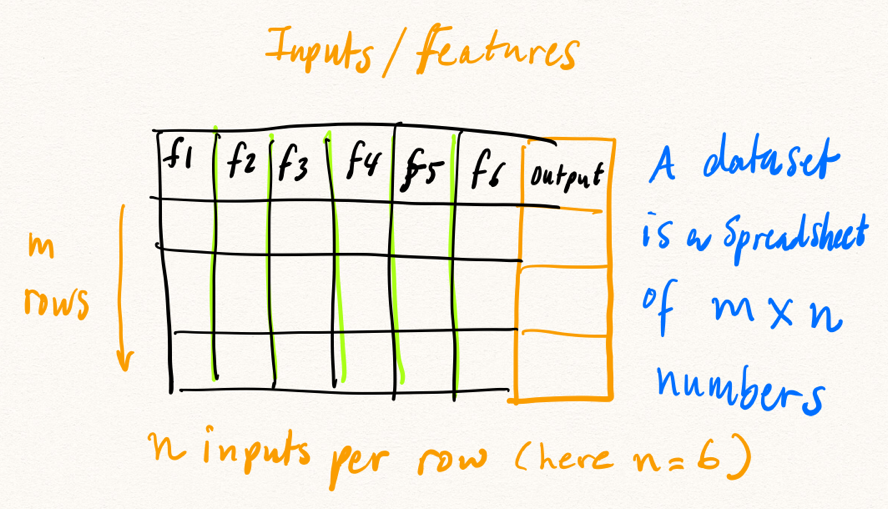 Inputs/features
f1 f2 f3 f4 f5 f6 output
m
rows
A dataset
is a Spreadsheet
of m x n
numbers
n inputs per row (here n=6)